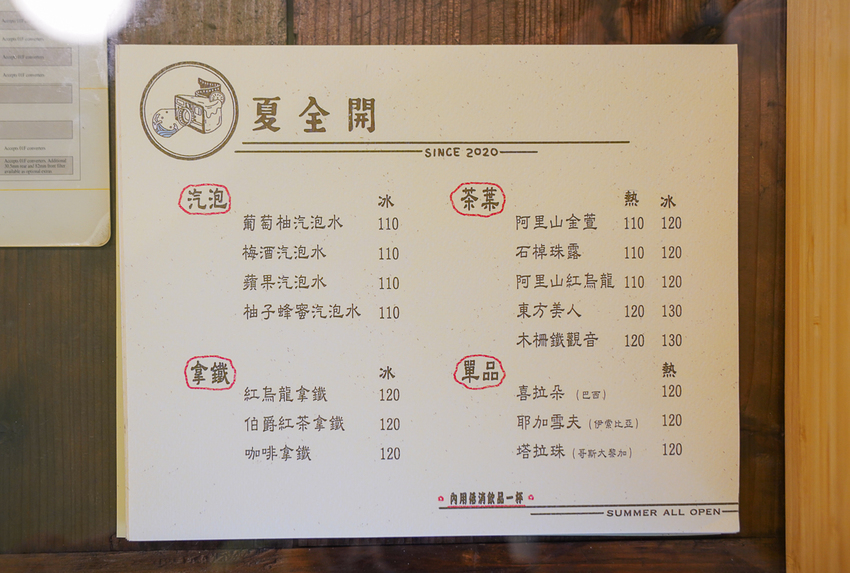 夏全開
SINCE 2020
汽泡 冰
葡萄柚汽泡水 110
梅酒汽泡水 110
蘋果汽泡水 110
柚子蜂蜜汽泡水 110
拿鐵 冰
紅烏龍拿鐵 120
伯爵紅茶拿鐵 120
咖啡拿鐵 120
茶葉 熱 冰
阿里山金萱 110 120
石棹珠露 110 120
阿里山紅烏龍 110 120
東方美人 120 130
木柵鐵觀音 120 130
單品 熱
喜拉朵 (巴西) 120
耶加雪夫 (伊索比亞) 120
塔拉珠 (哥斯大黎加) 120
內用低消飲品一杯
SUMMER ALL OPEN